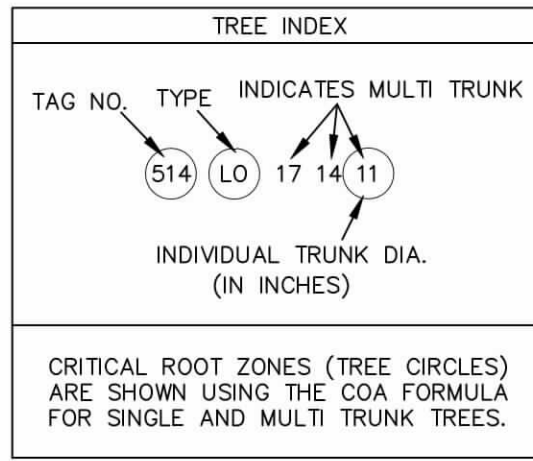 TREE INDEX
TAG NO. TYPE INDICATES MULTI TRUNK
514 LO 17 14 11
INDIVIDUAL TRUNK DIA.
(IN INCHES)
CRITICAL ROOT ZONES (TREE CIRCLES)
ARE SHOWN USING THE COA FORMULA
FOR SINGLE AND MULTI TRUNK TREES.